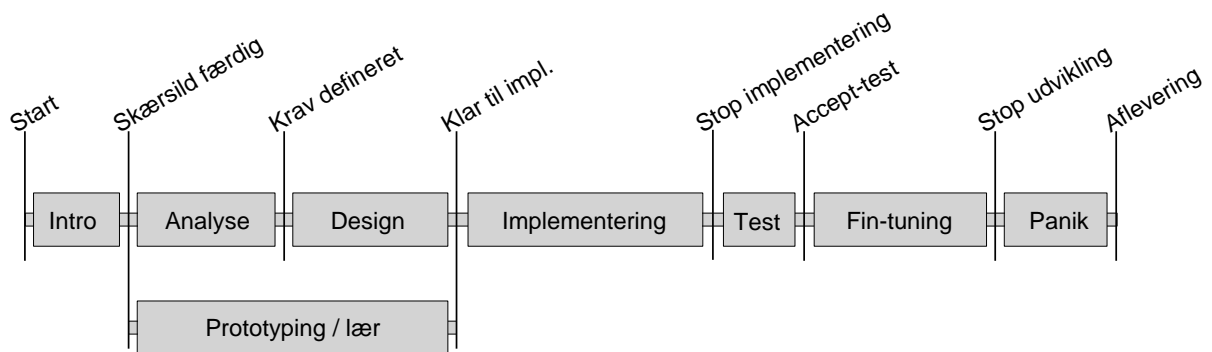 Start
Skærsild færdig
Krav defineret
Klar til impl.
Stop implementering
Accept-test
Stop udvikling
Aflevering
Intro
Analyse
Design
Implementering
Test
Fin-tuning
Panik
Prototyping / lær